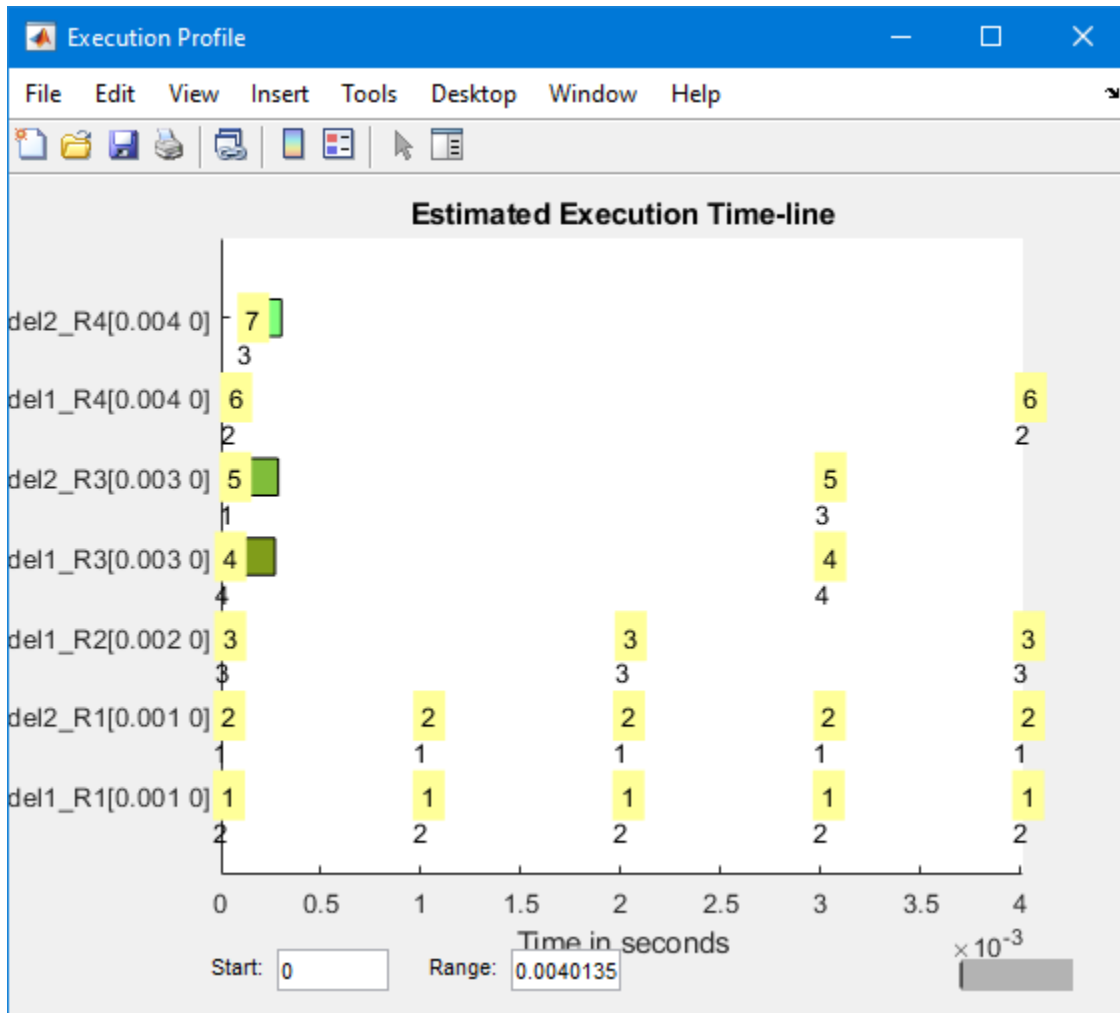 Execution Profile
File Edit View Insert Tools Desktop Window Help
Estimated Execution Time-line
del2_R4[0.004 0] 7
3
del1_R4[0.004 0] 6 6
2 2
del2_R3[0.003 0] 5 5
1 3
del1_R3[0.003 0] 4 4
4 4
del1_R2[0.002 0] 3 3 3
3 3 3
del2_R1[0.001 0] 2 2 2 2 2
1 1 1 1 1
del1_R1[0.001 0] 1 1 1 1 1
2 2 2 2 2
0 0.5 1 1.5 2 2.5 3 3.5 4
Time in seconds ×10-3
Start: 0 Range: 0.0040135